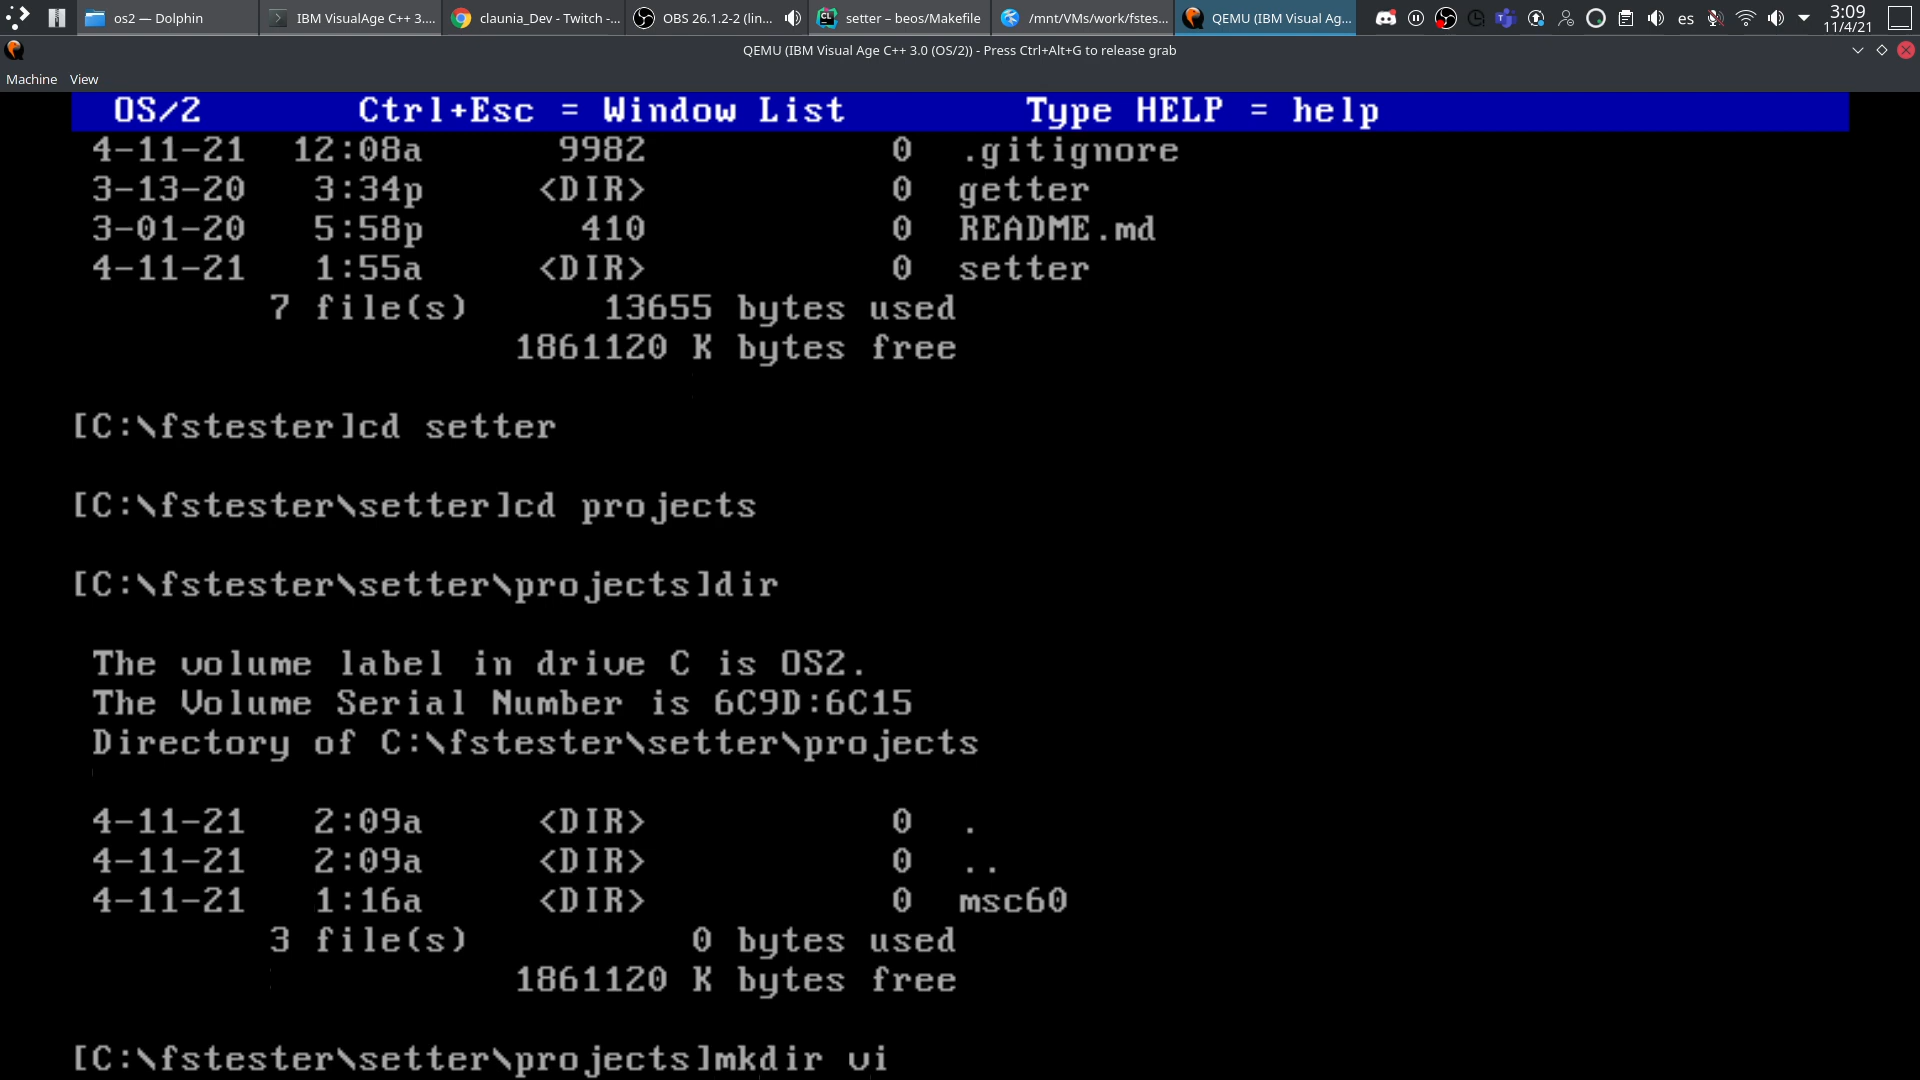 os2 — Dolphin
IBM VisualAge C++ 3....
claunia_Dev - Twitch -...
OBS 26.1.2-2 (lin...
setter – beos/Makefile
/mnt/VMs/work/fstes...
QEMU (IBM Visual Ag...
es
3:09
11/4/21
QEMU (IBM Visual Age C++ 3.0 (OS/2)) - Press Ctrl+Alt+G to release grab
Machine View
OS/2 Ctrl+Esc = Window List Type HELP = help
4-11-21 12:08a 9982 0 .gitignore
3-13-20 3:34p <DIR> 0 getter
3-01-20 5:58p 410 0 README.md
4-11-21 1:55a <DIR> 0 setter
7 file(s) 13655 bytes used
1861120 K bytes free
[C:\fstester]cd setter
[C:\fstester\setter]cd projects
[C:\fstester\setter\projects]dir
The volume label in drive C is OS2.
The Volume Serial Number is 6C9D:6C15
Directory of C:\fstester\setter\projects
4-11-21 2:09a <DIR> 0 .
4-11-21 2:09a <DIR> 0 ..
4-11-21 1:16a <DIR> 0 msc60
3 file(s) 0 bytes used
1861120 K bytes free
[C:\fstester\setter\projects]mkdir vi